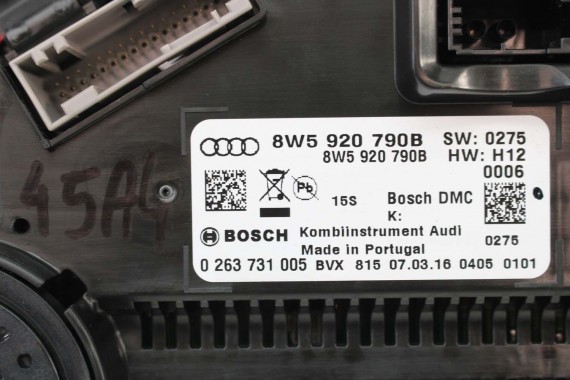 8W5 920 790B SW: 0275
8W5 920 790B HW: H12
0006
Pb
15S Bosch DMC
K:
BOSCH Kombiinstrument Audi
Made in Portugal 0275
0 263 731 005 BVX 815 07.03.16 0405 0101
45A4